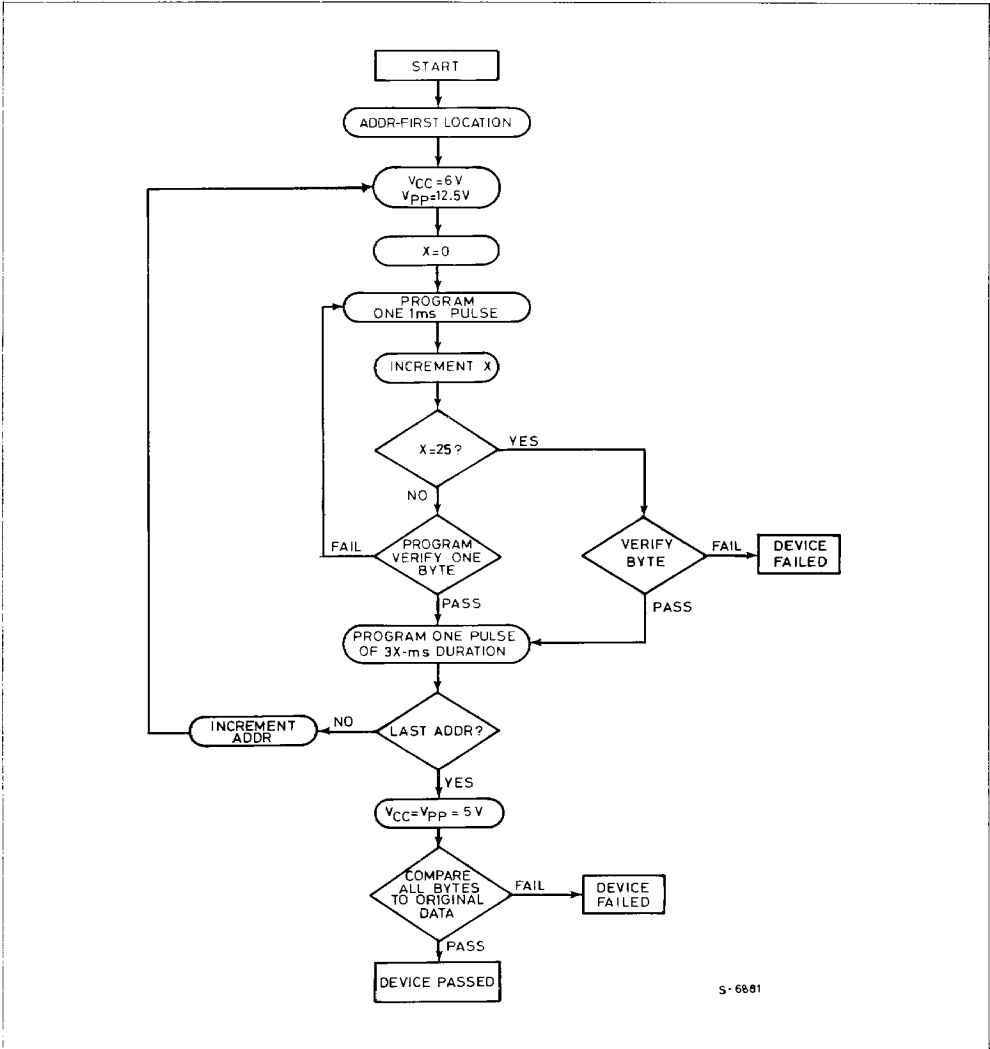 START
ADDR-FIRST LOCATION
VCC=6V
VPP=12.5V
X=0
PROGRAM
ONE 1ms PULSE
INCREMENT X
X=25?
YES
NO
FAIL
PROGRAM
VERIFY ONE
BYTE
VERIFY
BYTE
FAIL
DEVICE
FAILED
PASS
PASS
PROGRAM ONE PULSE
OF 3X-ms DURATION
INCREMENT
ADDR
NO
LAST ADDR?
YES
VCC=VPP = 5V
COMPARE
ALL BYTES
TO ORIGINAL
DATA
FAIL
DEVICE
FAILED
PASS
DEVICE PASSED
S-6881